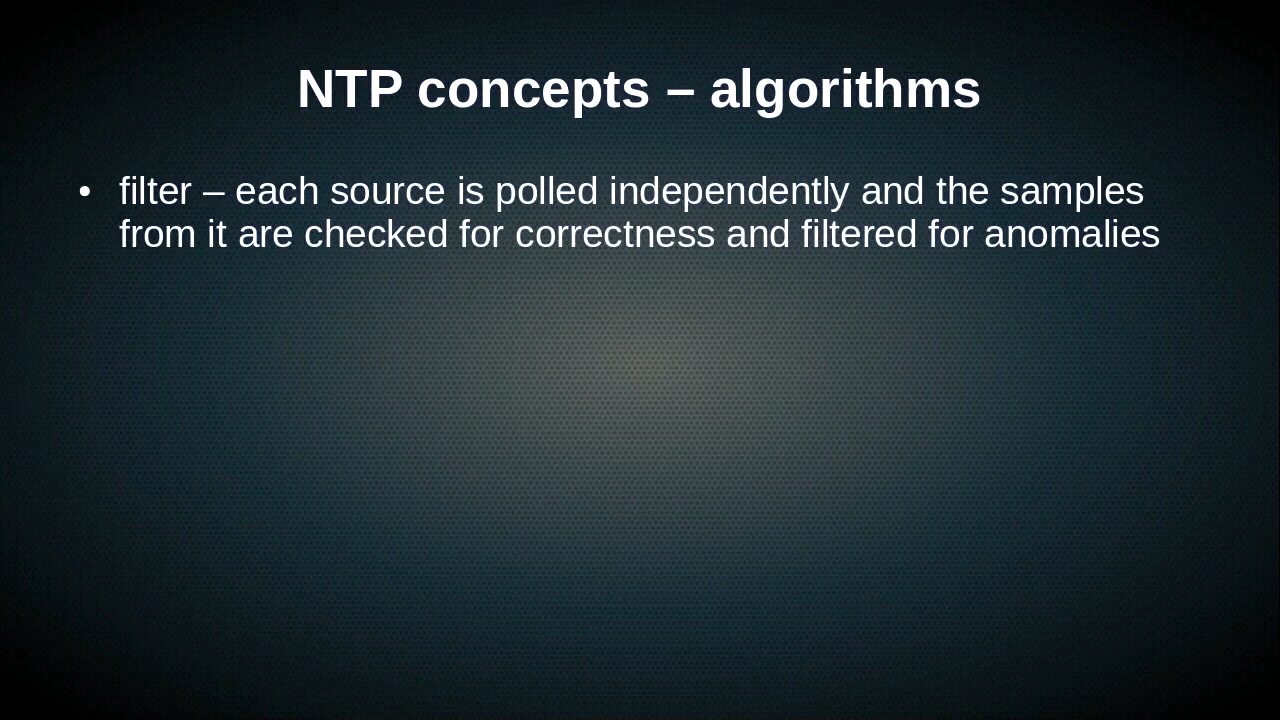 NTP concepts – algorithms
• filter – each source is polled independently and the samples
from it are checked for correctness and filtered for anomalies